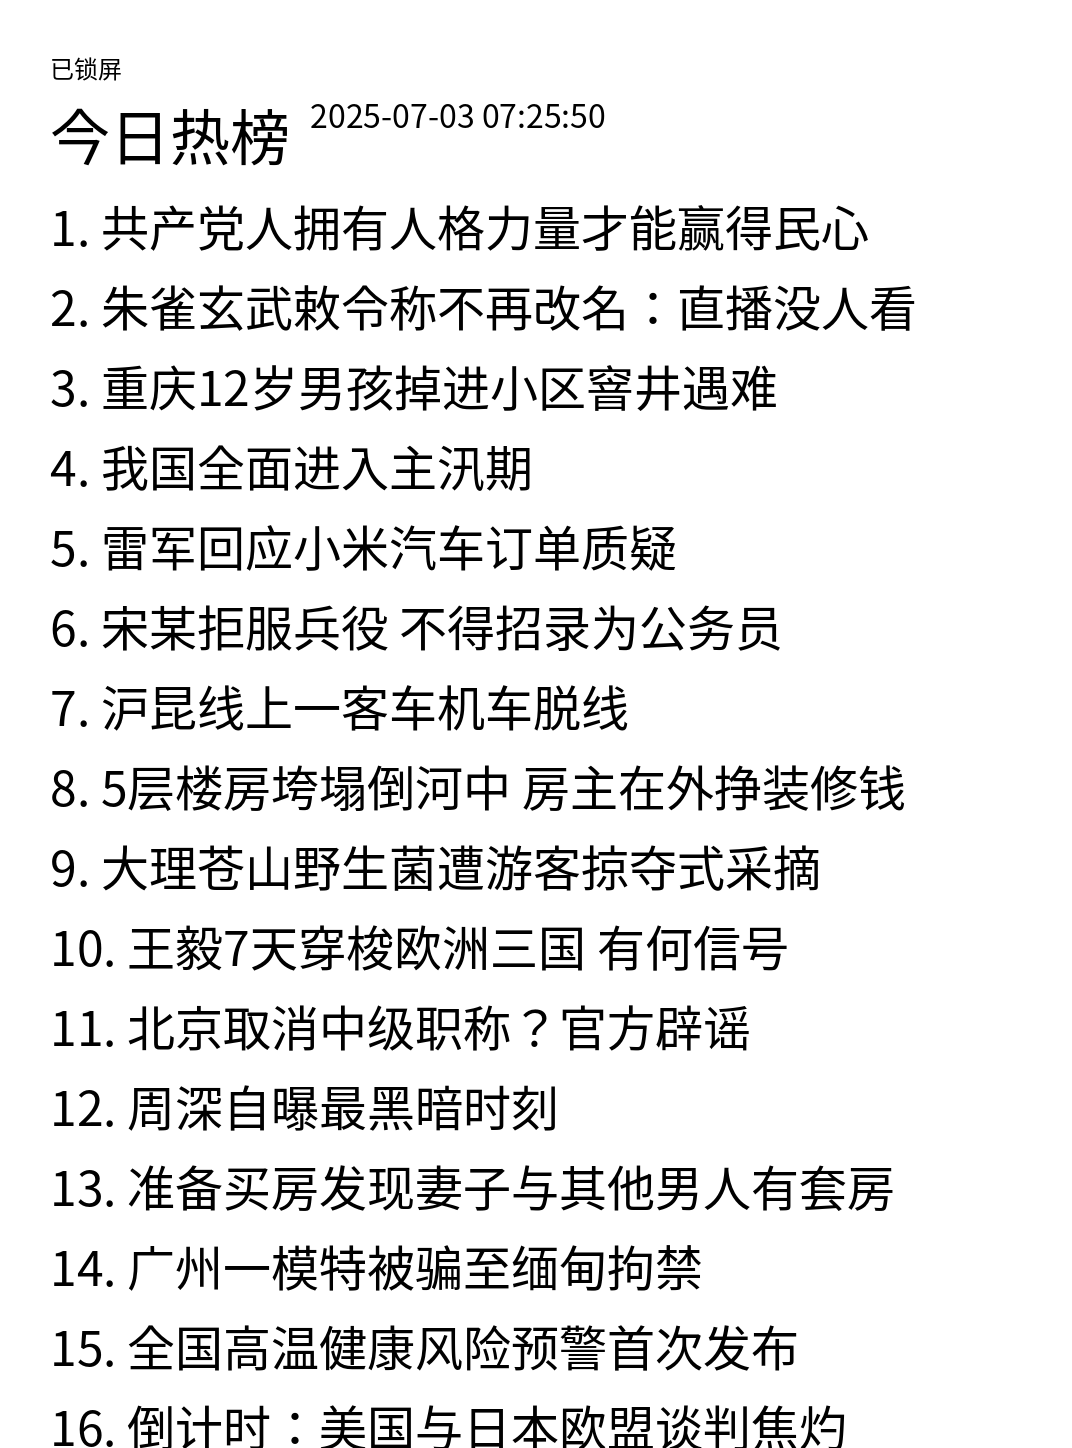 已锁屏
今日热榜 2025-07-03 07:25:50
1. 共产党人拥有人格力量才能赢得民心
2. 朱雀玄武敕令称不再改名：直播没人看
3. 重庆12岁男孩掉进小区窨井遇难
4. 我国全面进入主汛期
5. 雷军回应小米汽车订单质疑
6. 宋某拒服兵役 不得招录为公务员
7. 沪昆线上一客车机车脱线
8. 5层楼房垮塌倒河中 房主在外挣装修钱
9. 大理苍山野生菌遭游客掠夺式采摘
10. 王毅7天穿梭欧洲三国 有何信号
11. 北京取消中级职称？官方辟谣
12. 周深自曝最黑暗时刻
13. 准备买房发现妻子与其他男人有套房
14. 广州一模特被骗至缅甸拘禁
15. 全国高温健康风险预警首次发布
16. 倒计时：美国与日本欧盟谈判焦灼